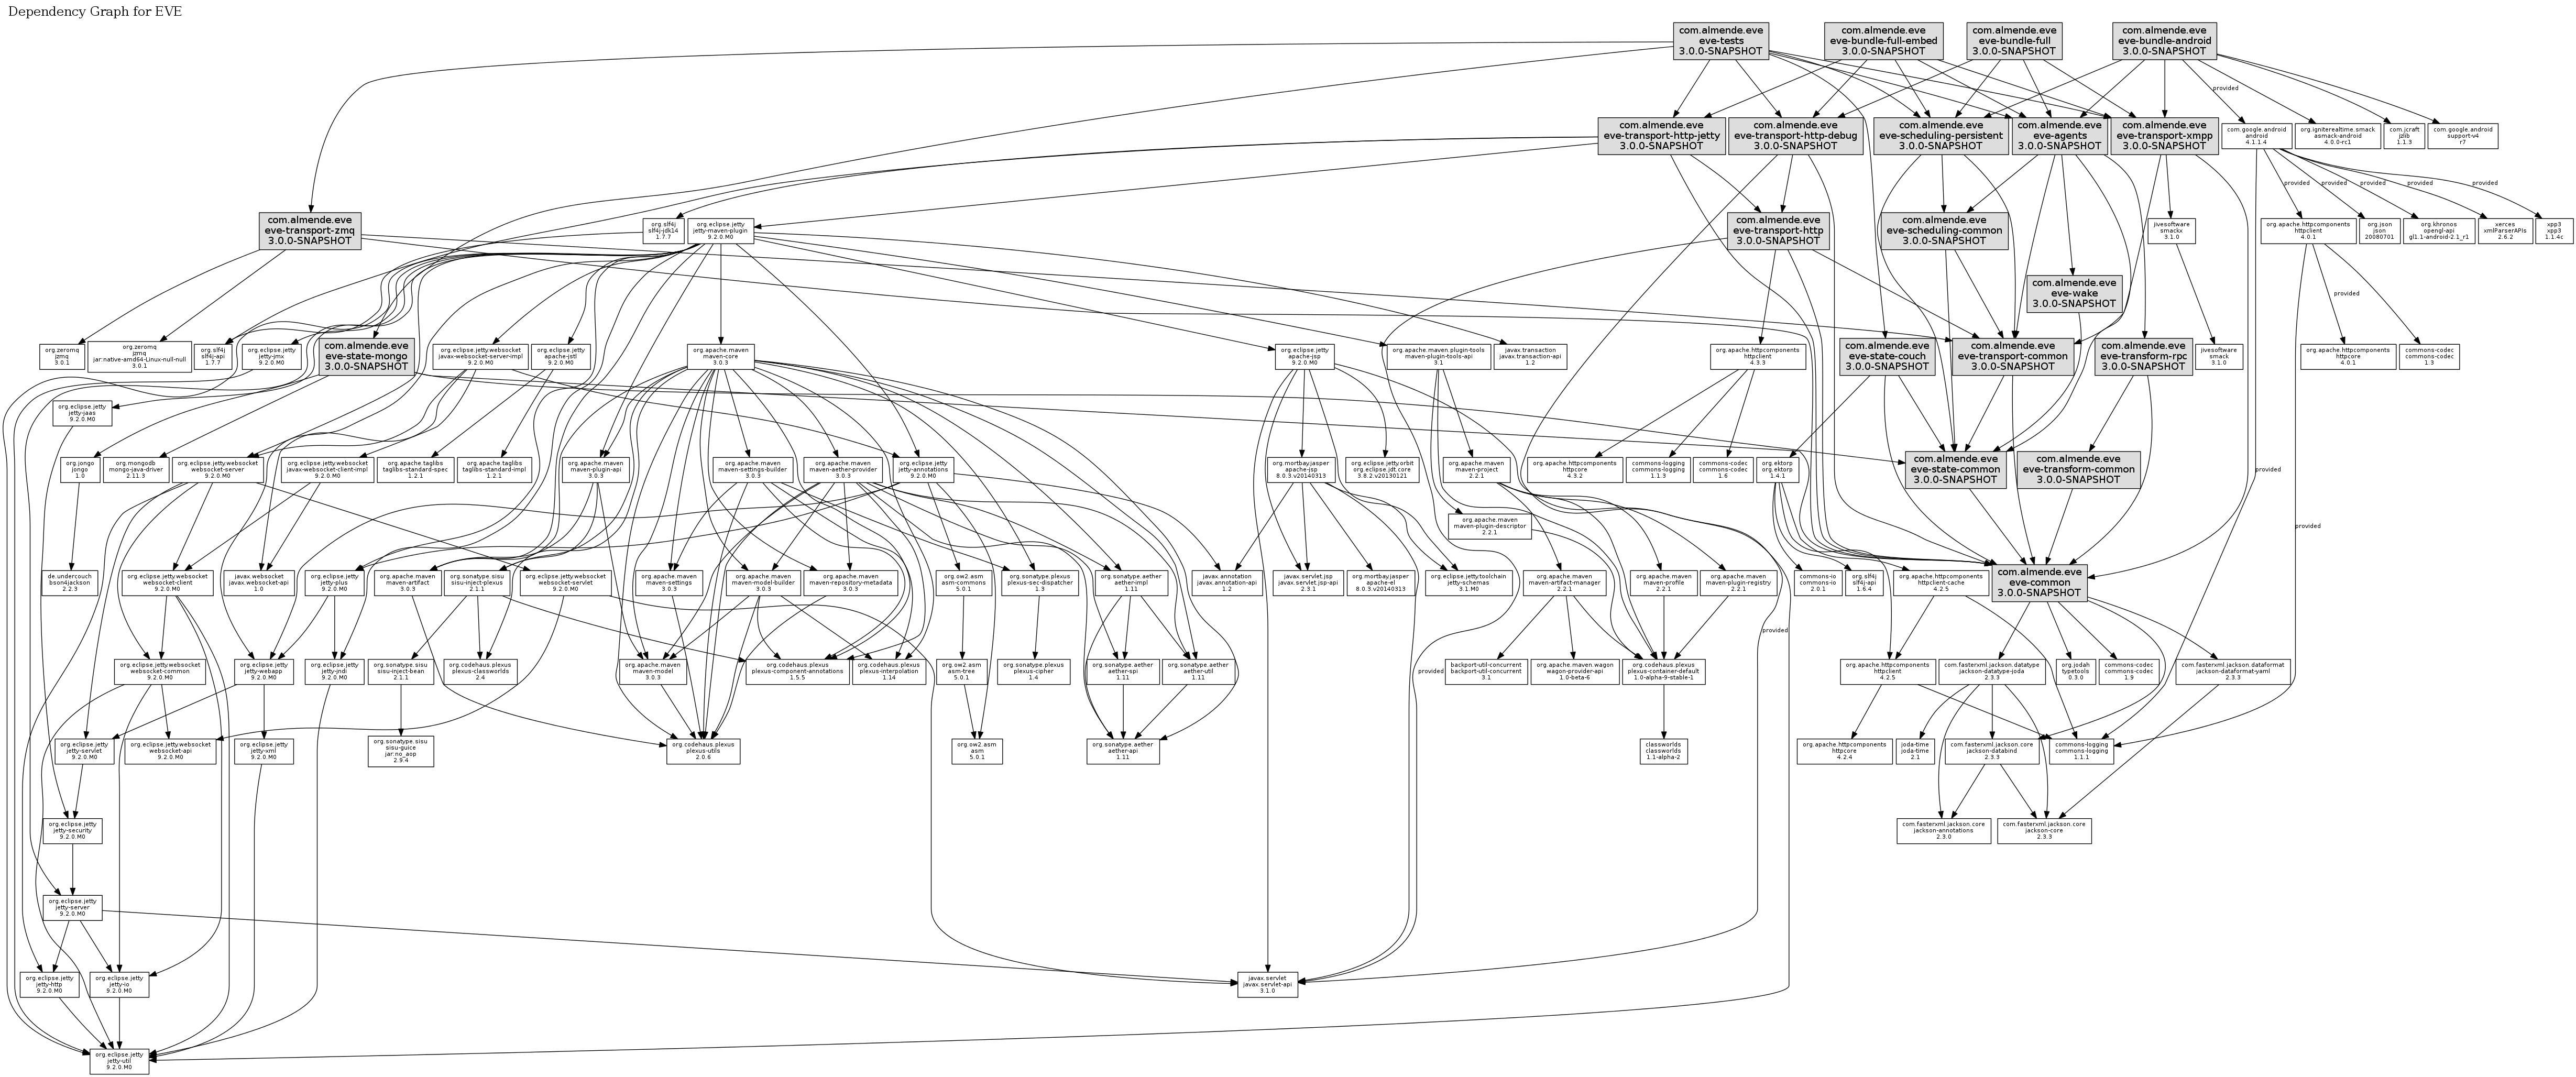 Dependency Graph for EVE
com.almende.eve
eve-tests
3.0.0-SNAPSHOT
com.almende.eve
eve-bundle-full-embed
3.0.0-SNAPSHOT
com.almende.eve
eve-bundle-full
3.0.0-SNAPSHOT
com.almende.eve
eve-bundle-android
3.0.0-SNAPSHOT
provided
com.almende.eve
eve-transport-http-jetty
3.0.0-SNAPSHOT
com.almende.eve
eve-transport-http-debug
3.0.0-SNAPSHOT
com.almende.eve
eve-scheduling-persistent
3.0.0-SNAPSHOT
com.almende.eve
eve-agents
3.0.0-SNAPSHOT
com.almende.eve
eve-transport-xmpp
3.0.0-SNAPSHOT
com.google.android
android
4.1.1.4
org.igniterealtime.smack
asmack-android
4.0.0-rc1
com.jcraft
jzlib
1.1.3
com.google.android
support-v4
r7
provided
provided
provided
provided
provided
com.almende.eve
eve-transport-zmq
3.0.0-SNAPSHOT
org.slf4j
slf4j-jdk14
1.7.7
org.eclipse.jetty
jetty-maven-plugin
9.2.0.M0
com.almende.eve
eve-transport-http
3.0.0-SNAPSHOT
com.almende.eve
eve-scheduling-common
3.0.0-SNAPSHOT
jivesoftware
smackx
3.1.0
org.apache.httpcomponents
httpclient
4.0.1
org.json
json
20080701
org.khronos
opengl-api
gl1.1-android-2.1_r1
xerces
xmlParserAPIs
2.6.2
xpp3
xpp3
1.1.4c
com.almende.eve
eve-wake
3.0.0-SNAPSHOT
provided
org.zeromq
jzmq
3.0.1
org.zeromq
jzmq
jar:native-amd64-Linux-null-null
3.0.1
org.slf4j
slf4j-api
1.7.7
org.eclipse.jetty
jetty-jmx
9.2.0.M0
com.almende.eve
eve-state-mongo
3.0.0-SNAPSHOT
org.eclipse.jetty.websocket
javax-websocket-server-impl
9.2.0.M0
org.eclipse.jetty
apache-jstl
9.2.0.M0
org.apache.maven
maven-core
3.0.3
org.eclipse.jetty
apache-jsp
9.2.0.M0
org.apache.maven.plugin-tools
maven-plugin-tools-api
3.1
javax.transaction
javax.transaction-api
1.2
org.apache.httpcomponents
httpclient
4.3.3
com.almende.eve
eve-state-couch
3.0.0-SNAPSHOT
com.almende.eve
eve-transport-common
3.0.0-SNAPSHOT
com.almende.eve
eve-transform-rpc
3.0.0-SNAPSHOT
jivesoftware
smack
3.1.0
org.apache.httpcomponents
httpcore
4.0.1
commons-codec
commons-codec
1.3
org.eclipse.jetty
jetty-jaas
9.2.0.M0
org.jongo
jongo
1.0
org.mongodb
mongo-java-driver
2.11.3
org.eclipse.jetty.websocket
websocket-server
9.2.0.M0
org.eclipse.jetty.websocket
javax-websocket-client-impl
9.2.0.M0
org.apache.taglibs
taglibs-standard-spec
1.2.1
org.apache.taglibs
taglibs-standard-impl
1.2.1
org.apache.maven
maven-plugin-api
3.0.3
org.apache.maven
maven-settings-builder
3.0.3
org.apache.maven
maven-aether-provider
3.0.3
org.eclipse.jetty
jetty-annotations
9.2.0.M0
org.mortbay.jasper
apache-jsp
8.0.3.v20140313
org.eclipse.jetty.orbit
org.eclipse.jdt.core
3.8.2.v20130121
org.apache.maven
maven-project
2.2.1
org.apache.httpcomponents
httpcore
4.3.2
commons-logging
commons-logging
1.1.3
commons-codec
commons-codec
1.6
org.ektorp
org.ektorp
1.4.1
com.almende.eve
eve-state-common
3.0.0-SNAPSHOT
com.almende.eve
eve-transform-common
3.0.0-SNAPSHOT
provided
org.apache.maven
maven-plugin-descriptor
2.2.1
provided
de.undercouch
bson4jackson
2.2.3
org.eclipse.jetty.websocket
websocket-client
9.2.0.M0
javax.websocket
javax.websocket-api
1.0
org.eclipse.jetty
jetty-plus
9.2.0.M0
org.apache.maven
maven-artifact
3.0.3
org.sonatype.sisu
sisu-inject-plexus
2.1.1
org.eclipse.jetty.websocket
websocket-servlet
9.2.0.M0
org.apache.maven
maven-settings
3.0.3
org.apache.maven
maven-model-builder
3.0.3
org.apache.maven
maven-repository-metadata
3.0.3
org.ow2.asm
asm-commons
5.0.1
org.sonatype.plexus
plexus-sec-dispatcher
1.3
org.sonatype.aether
aether-impl
1.11
javax.annotation
javax.annotation-api
1.2
javax.servlet.jsp
javax.servlet.jsp-api
2.3.1
org.mortbay.jasper
apache-el
8.0.3.v20140313
org.eclipse.jetty.toolchain
jetty-schemas
3.1.M0
org.apache.maven
maven-artifact-manager
2.2.1
org.apache.maven
maven-profile
2.2.1
org.apache.maven
maven-plugin-registry
2.2.1
commons-io
commons-io
2.0.1
org.slf4j
slf4j-api
1.6.4
org.apache.httpcomponents
httpclient-cache
4.2.5
com.almende.eve
eve-common
3.0.0-SNAPSHOT
provided
provided
org.eclipse.jetty.websocket
websocket-common
9.2.0.M0
org.eclipse.jetty
jetty-webapp
9.2.0.M0
org.eclipse.jetty
jetty-jndi
9.2.0.M0
org.sonatype.sisu
sisu-inject-bean
2.1.1
org.codehaus.plexus
plexus-classworlds
2.4
org.apache.maven
maven-model
3.0.3
org.codehaus.plexus
plexus-component-annotations
1.5.5
org.codehaus.plexus
plexus-interpolation
1.14
org.ow2.asm
asm-tree
5.0.1
org.sonatype.plexus
plexus-cipher
1.4
org.sonatype.aether
aether-spi
1.11
org.sonatype.aether
aether-util
1.11
backport-util-concurrent
backport-util-concurrent
3.1
org.apache.maven.wagon
wagon-provider-api
1.0-beta-6
org.codehaus.plexus
plexus-container-default
1.0-alpha-9-stable-1
org.apache.httpcomponents
httpclient
4.2.5
com.fasterxml.jackson.datatype
jackson-datatype-joda
2.3.3
org.jodah
typetools
0.3.0
commons-codec
commons-codec
1.9
com.fasterxml.jackson.dataformat
jackson-dataformat-yaml
2.3.3
org.eclipse.jetty
jetty-servlet
9.2.0.M0
org.eclipse.jetty.websocket
websocket-api
9.2.0.M0
org.eclipse.jetty
jetty-xml
9.2.0.M0
org.sonatype.sisu
sisu-guice
jar:no_aop
2.9.4
org.codehaus.plexus
plexus-utils
2.0.6
org.ow2.asm
asm
5.0.1
org.sonatype.aether
aether-api
1.11
classworlds
classworlds
1.1-alpha-2
org.apache.httpcomponents
httpcore
4.2.4
joda-time
joda-time
2.1
com.fasterxml.jackson.core
jackson-databind
2.3.3
commons-logging
commons-logging
1.1.1
org.eclipse.jetty
jetty-security
9.2.0.M0
com.fasterxml.jackson.core
jackson-annotations
2.3.0
com.fasterxml.jackson.core
jackson-core
2.3.3
org.eclipse.jetty
jetty-server
9.2.0.M0
org.eclipse.jetty
jetty-http
9.2.0.M0
org.eclipse.jetty
jetty-io
9.2.0.M0
javax.servlet
javax.servlet-api
3.1.0
org.eclipse.jetty
jetty-util
9.2.0.M0